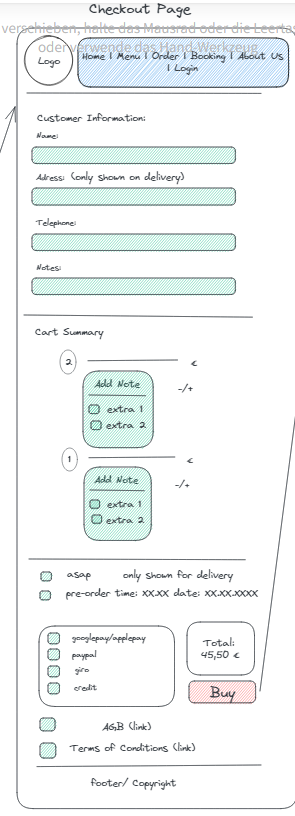 Checkout Page
verschieben, halte das Mausrad oder die Leerta
oder verwende das Hand-Werkzeug
Logo
Home | Menu | Order | Booking | About Us
| Login
Customer Information:
Name:
Adress: (only shown on delivery)
Telephone:
Notes:
Cart Summary
2 €
Add Note -/+
extra 1
extra 2
1 €
Add Note -/+
extra 1
extra 2
asap only shown for delivery
pre-order time: XX.XX date: XX.XX.XXXX
googlepay/applepay
paypal
giro
credit
Total:
45,50 €
Buy
AGB (link)
Terms of Conditions (link)
footer/ Copyright